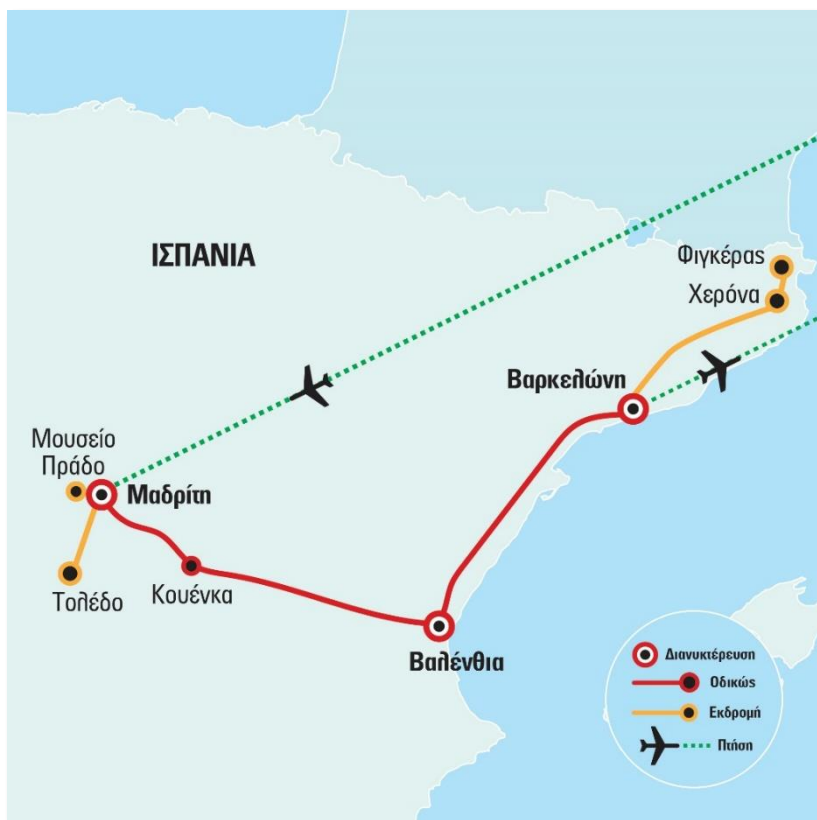 ΙΣΠΑΝΙΑ
Φιγκέρας
Χερόνα
Βαρκελώνη
Μουσείο
Πράδο
Μαδρίτη
Τολέδο
Κουένκα
Βαλένθια
Διανυκτέρευση
Οδικώς
Εκδρομή
Πτήση